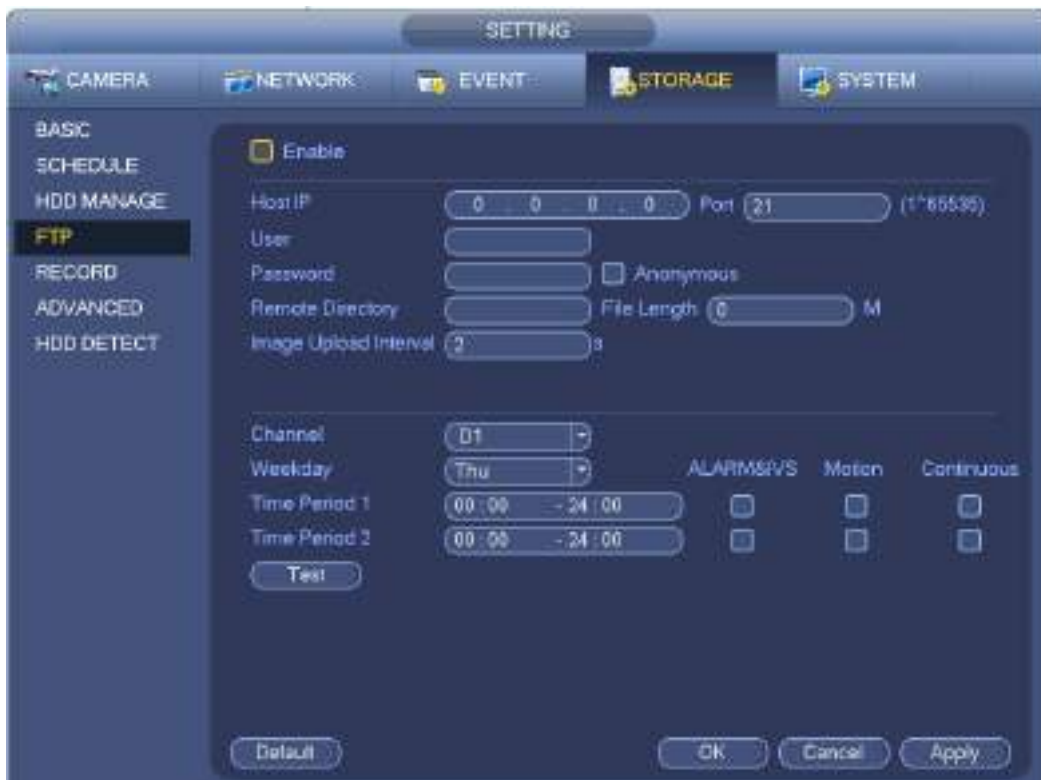 SETTING
CAMERA NETWORK EVENT STORAGE SYSTEM
BASIC
SCHEDULE
HDD MANAGE
FTP
RECORD
ADVANCED
HDD DETECT
Enable
Host IP 0 . 0 . 0 . 0 Port 21 (1~65535)
User
Password Anonymous
Remote Directory File Length 0 M
Image Upload Interval 2 s
Channel D1
Weekday Thu ALARM&IVS Motion Continuous
Time Period 1 00 : 00 - 24 : 00
Time Period 2 00 : 00 - 24 : 00
Test
Default OK Cancel Apply